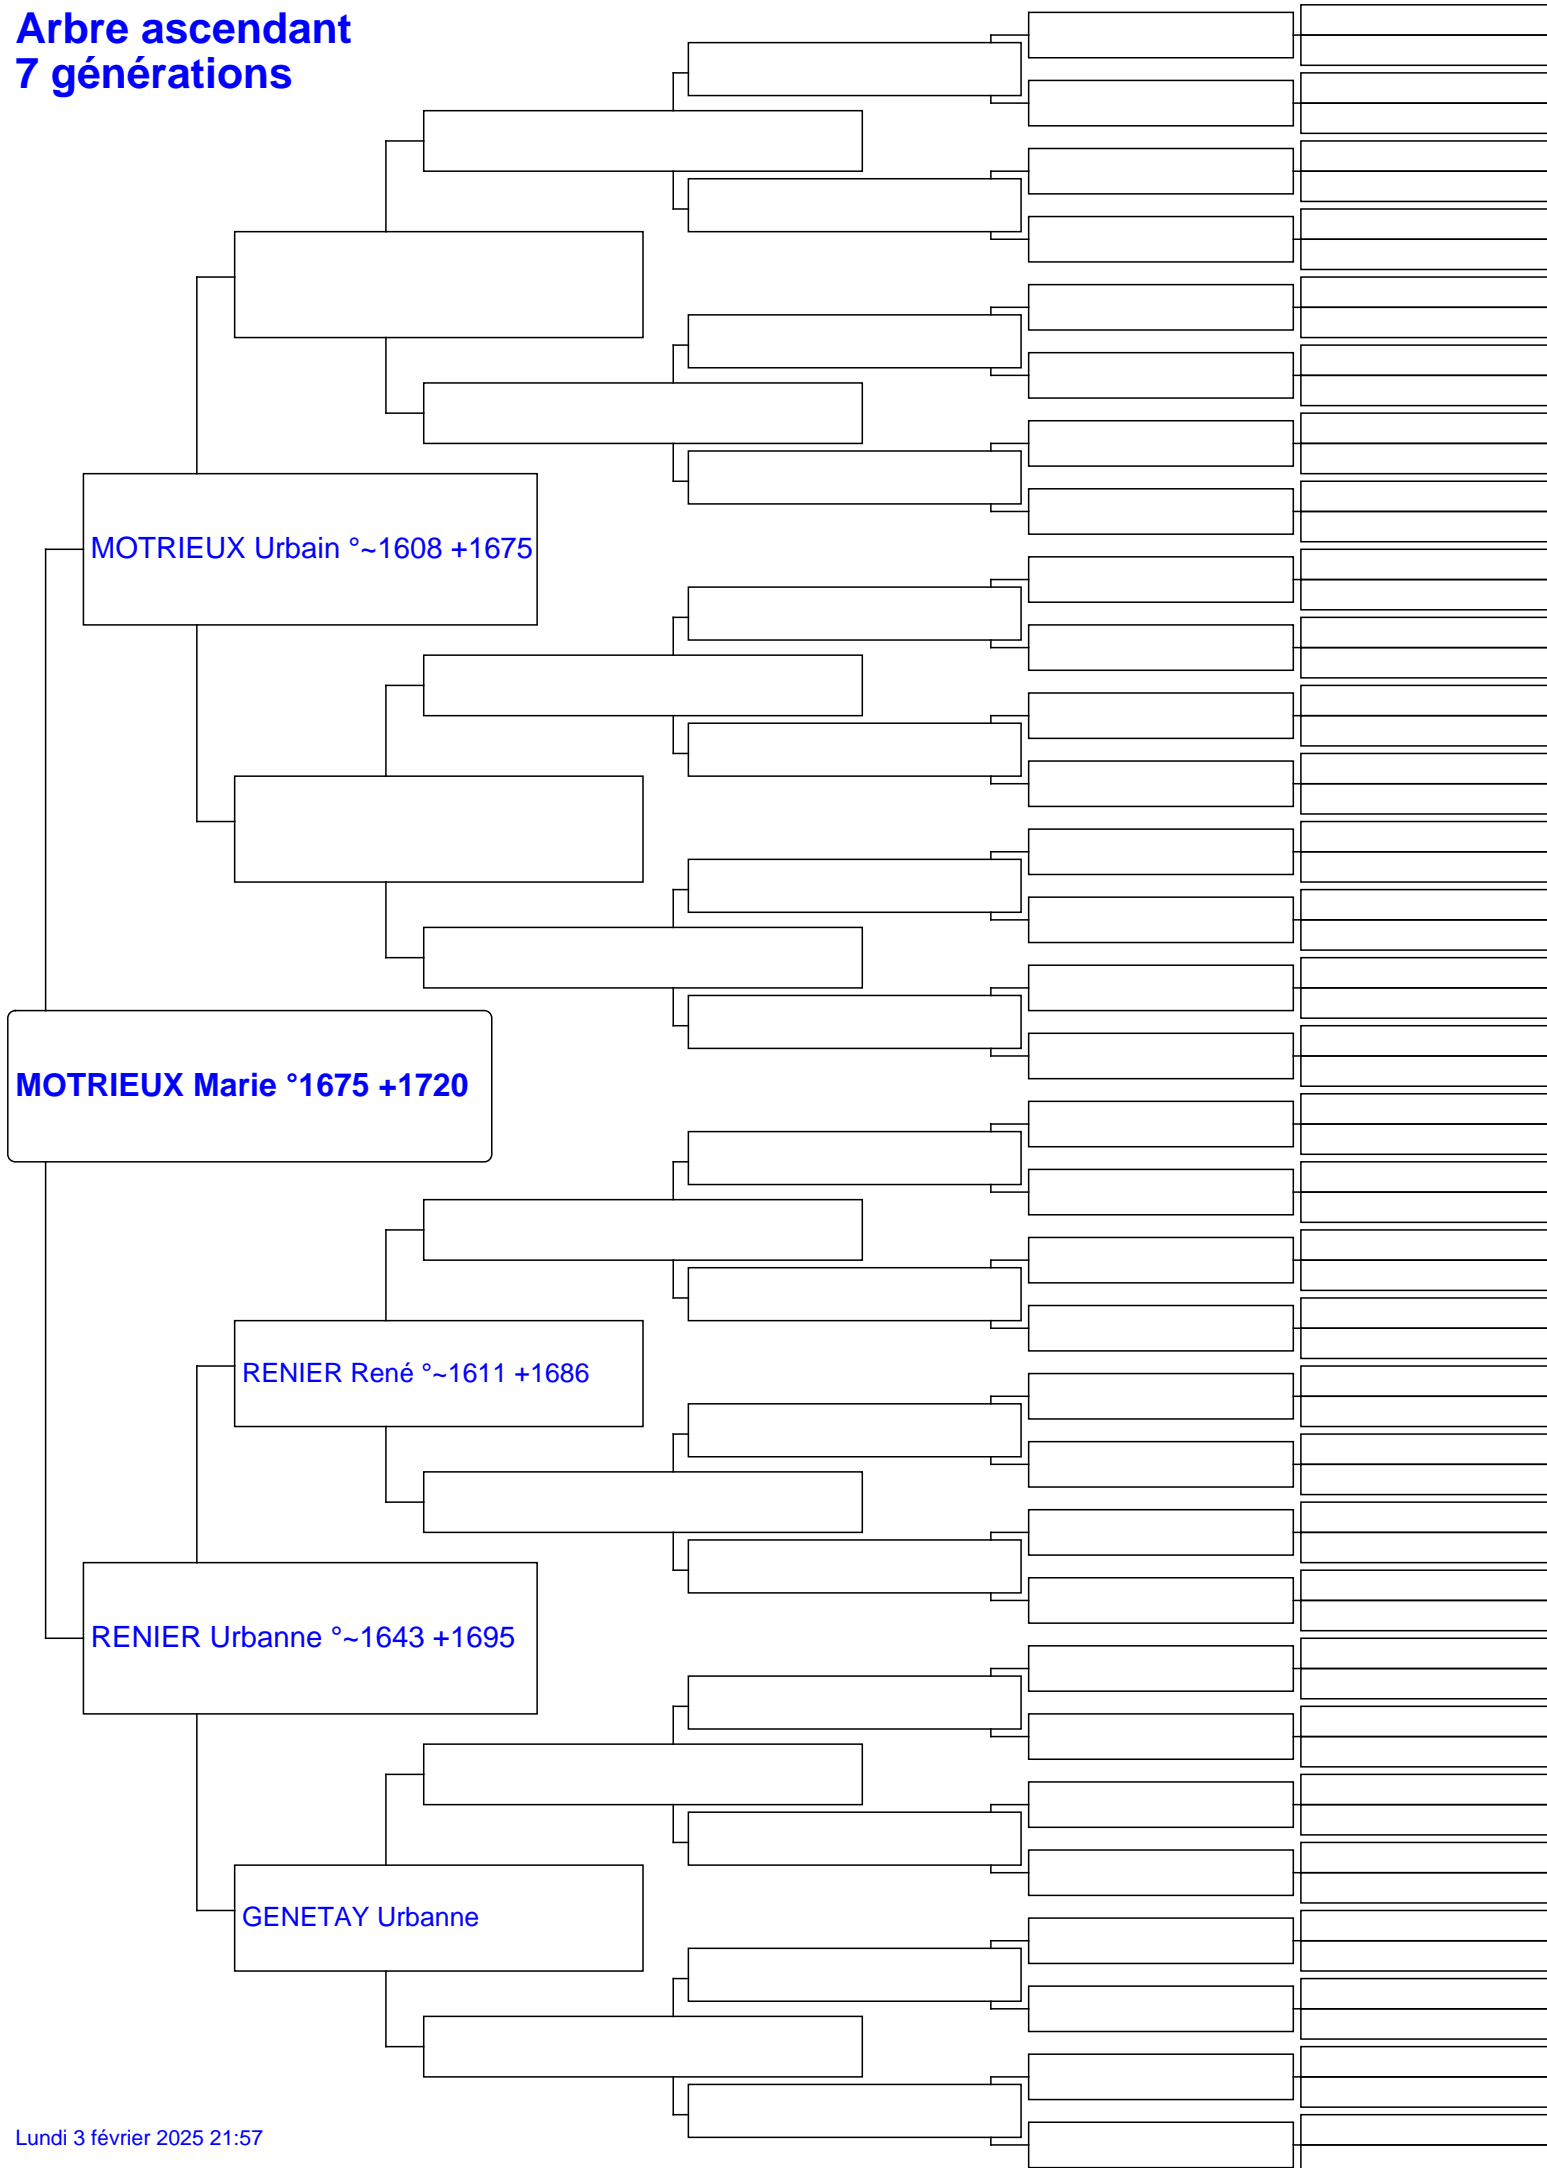 Arbre ascendant
7 générations
MOTRIEUX Urbain °~1608 +1675
MOTRIEUX Marie °1675 +1720
RENIER René °~1611 +1686
RENIER Urbanne °~1643 +1695
GENETAY Urbanne
Lundi 3 février 2025 21:57